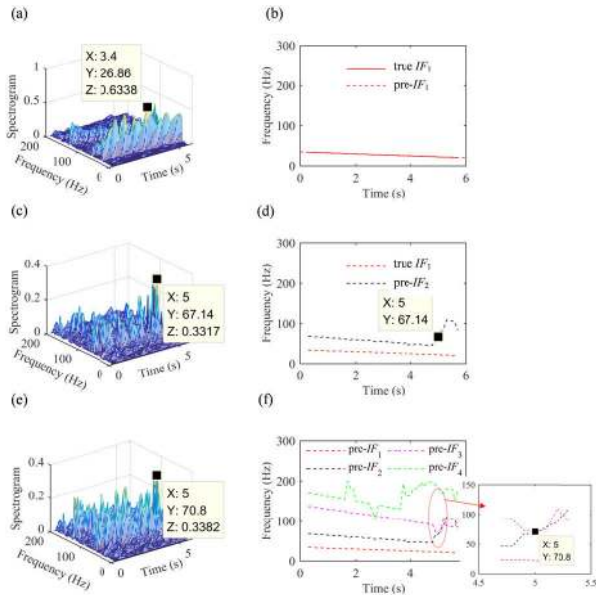 (a)
X: 3.4
Y: 26.86
Z: 0.6338
1
0.5
0
Spectrogram
200
100
0
Frequency (Hz)
0
5
Time (s)
(b)
300
200
100
0
Frequency (Hz)
true IF1
pre-IF1
0 2 4 6
Time (s)
(c)
0.4
0.2
0
Spectrogram
X: 5
Y: 67.14
Z: 0.3317
200
100
0
Frequency (Hz)
0
5
Time (s)
(d)
300
200
100
0
Frequency (Hz)
true IF1
pre-IF2
X: 5
Y: 67.14
0 2 4 6
Time (s)
(e)
0.4
0.2
0
Spectrogram
X: 5
Y: 70.8
Z: 0.3382
200
100
0
Frequency (Hz)
0
5
Time (s)
(f)
300
200
100
0
Frequency (Hz)
pre-IF1 pre-IF3
pre-IF2 pre-IF4
0 2 4 6
Time (s)
150
100
50
0
X: 5
Y: 70.8
4.5 5 5.5